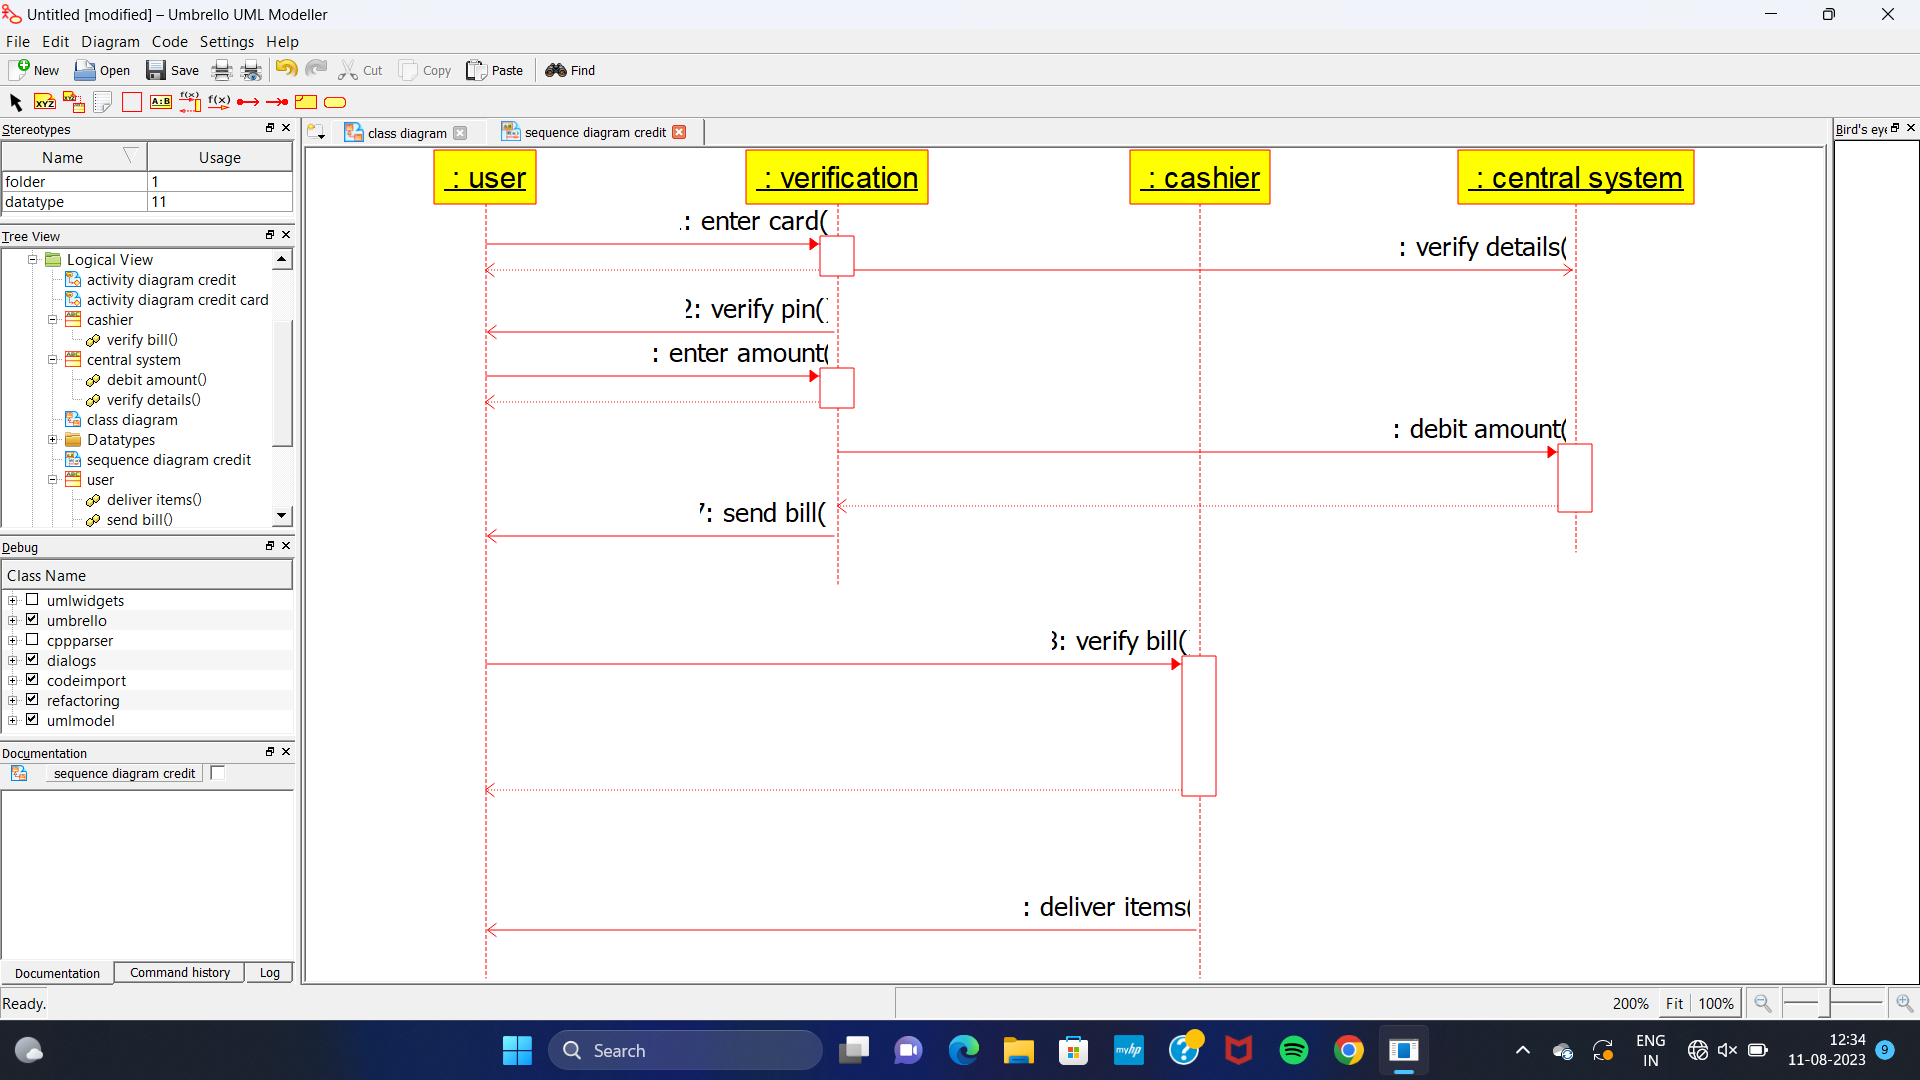 Untitled [modified] – Umbrello UML Modeller
File Edit Diagram Code Settings Help
New Open Save Cut Copy Paste Find
XYZ A:B f(x) f(x)
Stereotypes
Name Usage
folder 1
datatype 11
Tree View
Logical View
activity diagram credit
activity diagram credit card
cashier
verify bill()
central system
debit amount()
verify details()
class diagram
Datatypes
sequence diagram credit
user
deliver items()
send bill()
Debug
Class Name
umlwidgets
umbrello
cppparser
dialogs
codeimport
refactoring
umlmodel
Documentation
sequence diagram credit
Documentation Command history Log
Ready.
class diagram sequence diagram credit
: user : verification : cashier : central system
: enter card(
: verify details(
2: verify pin()
: enter amount(
: debit amount(
7: send bill(
3: verify bill(
: deliver items(
Bird's eye
200% Fit 100%
Search
myhp
ENG
IN
12:34
11-08-2023
9